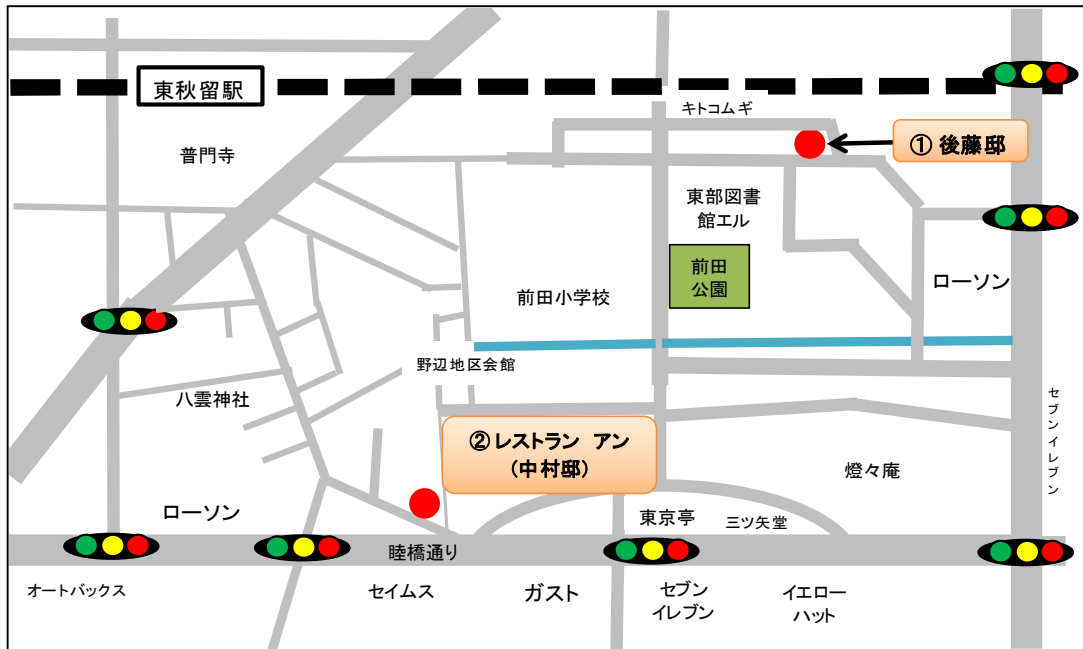 東秋留駅
キトコムギ
① 後藤邸
普門寺
東部図書
館エル
前田
公園
ローソン
前田小学校
野辺地区会館
八雲神社
セブンイレブン
②レストラン アン
(中村邸)
燈々庵
ローソン
東京亭
三ツ矢堂
睦橋通り
オートバックス
セイムス
ガスト
セブン
イレブン
イエロー
ハット